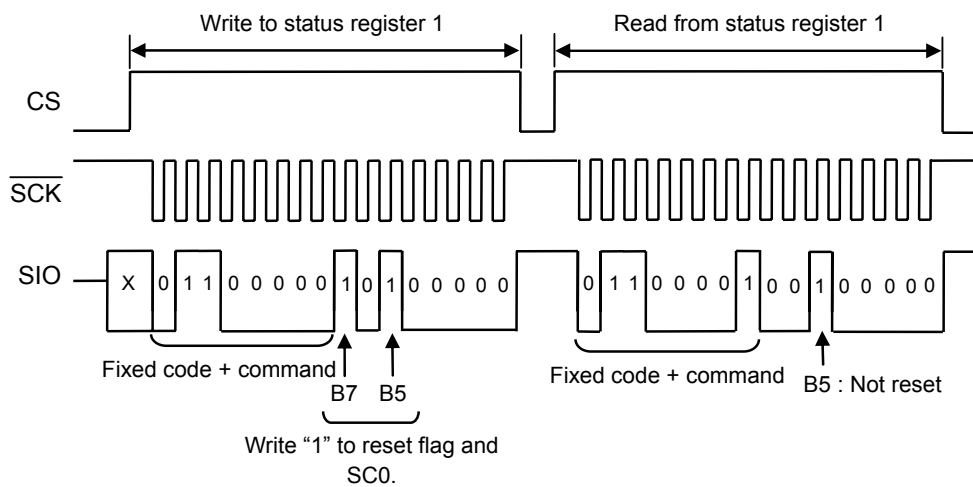 Write to status register 1 Read from status register 1
CS
SCK
SIO X 0 1 1 0 0 0 0 0 1 0 1 0 0 0 0 0 0 1 1 0 0 0 0 1 0 0 1 0 0 0 0 0
Fixed code + command Fixed code + command
B7 B5 B5 : Not reset
Write “1” to reset flag and
SC0.